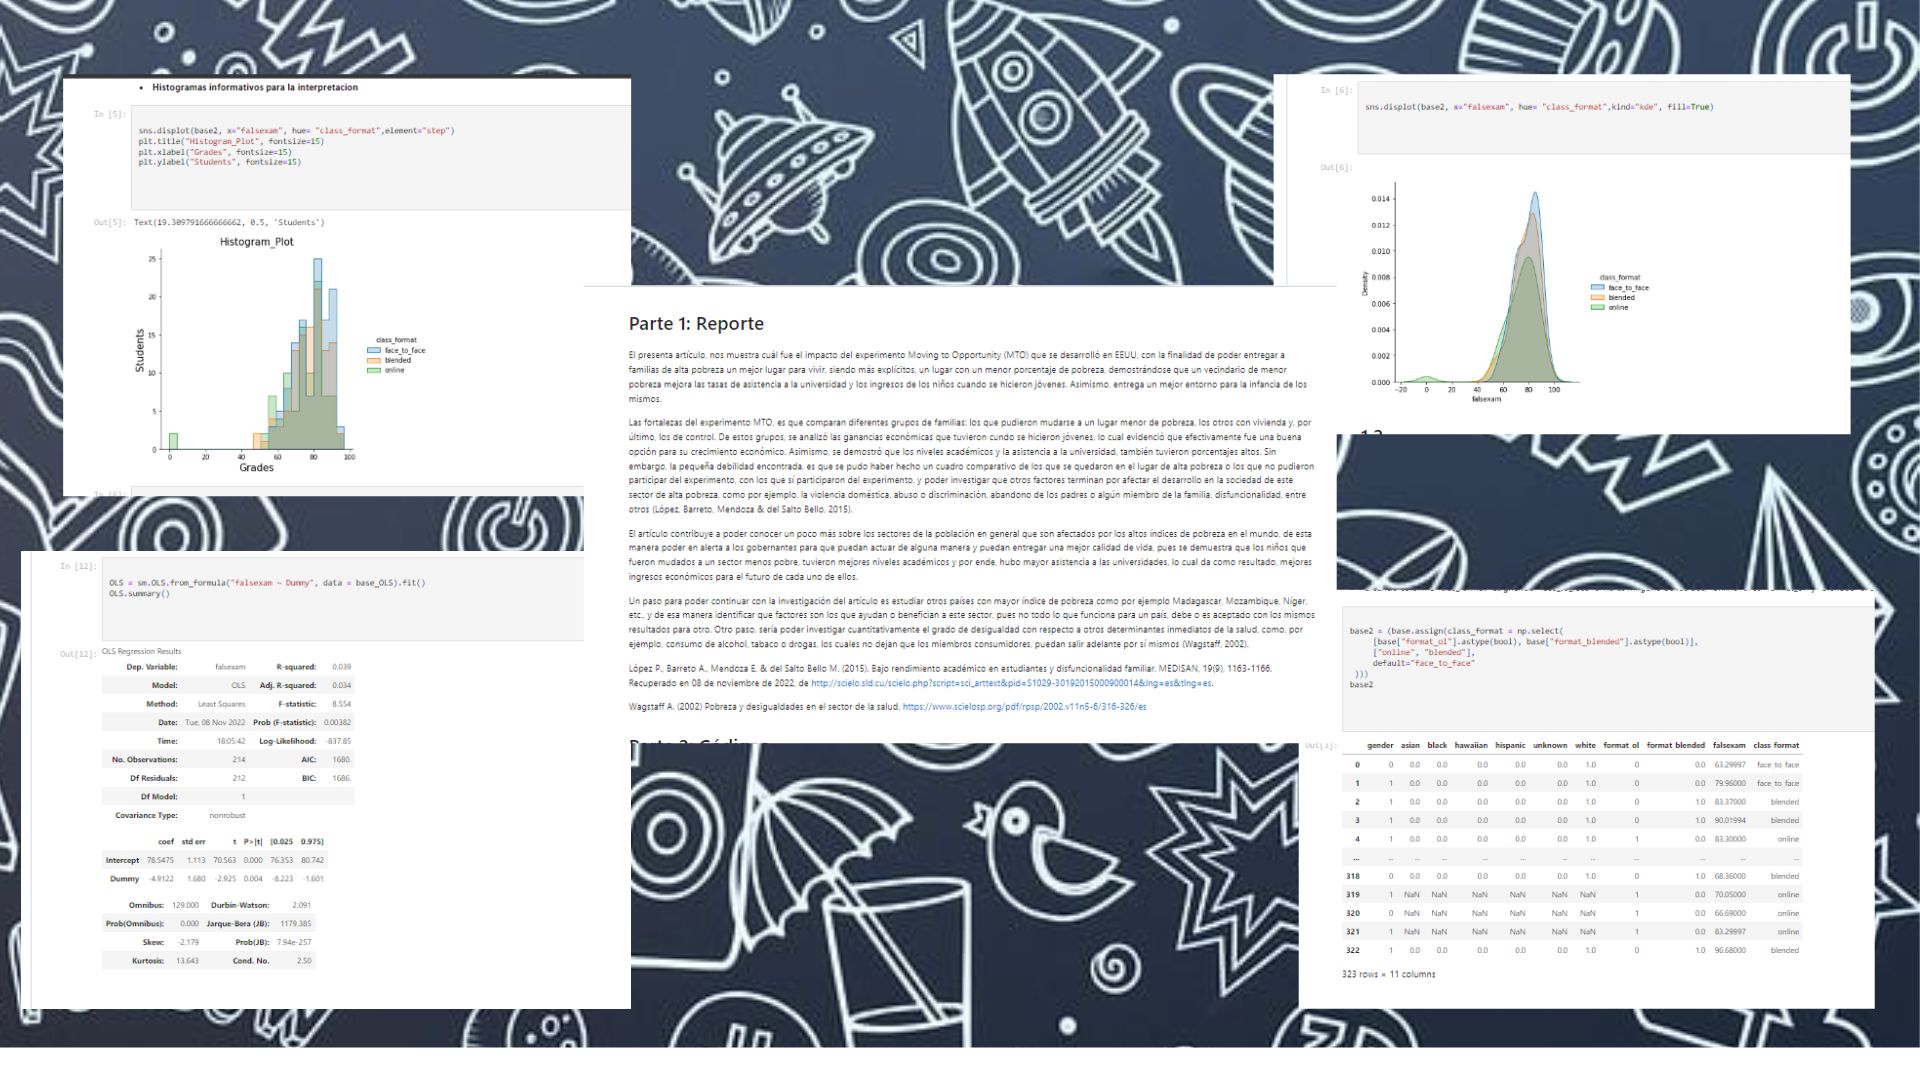 • Histogramas informativos para la interpretacion
In [5]:
sns.displot(base2, x="falsexam", hue= "class_format",element="step")
plt.title("Histogram_Plot", fontsize=15)
plt.xlabel("Grades", fontsize=15)
plt.ylabel("Students", fontsize=15)
Out[5]: Text(19.309791666666662, 0.5, 'Students')
Histogram_Plot
25
20
15
10
5
0
Students
0 20 40 60 80 100
Grades
class_format
face_to_face
blended
online
In [6]:
sns.displot(base2, x="falsexam", hue= "class_format",kind="kde", fill=True)
Out[6]:
0.014
0.012
0.010
0.008
0.006
0.004
0.002
0.000
Density
−20 0 20 40 60 80 100
falsexam
class_format
face_to_face
blended
online
Parte 1: Reporte
El presenta artículo, nos muestra cuál fue el impacto del experimento Moving to Opportunity (MTO) que se desarrolló en EEUU, con la finalidad de poder entregar a
familias de alta pobreza un mejor lugar para vivir, siendo más explícitos, un lugar con un menor porcentaje de pobreza, demostrándose que un vecindario de menor
pobreza mejora las tasas de asistencia a la universidad y los ingresos de los niños cuando se hicieron jóvenes. Asimismo, entrega un mejor entorno para la infancia de los
mismos.
Las fortalezas del experimento MTO, es que comparan diferentes grupos de familias: los que pudieron mudarse a un lugar menor de pobreza, los otros con vivienda y, por
último, los de control. De estos grupos, se analizó las ganancias económicas que tuvieron cundo se hicieron jóvenes, lo cual evidenció que efectivamente fue una buena
opción para su crecimiento económico. Asimismo, se demostró que los niveles académicos y la asistencia a la universidad, también tuvieron porcentajes altos. Sin
embargo, la pequeña debilidad encontrada, es que se pudo haber hecho un cuadro comparativo de los que se quedaron en el lugar de alta pobreza o los que no pudieron
participar del experimento, con los que sí participaron del experimento, y poder investigar que otros factores terminan por afectar el desarrollo en la sociedad de este
sector de alta pobreza, como por ejemplo, la violencia doméstica, abuso o discriminación, abandono de los padres o algún miembro de la familia, disfuncionalidad, entre
otros (López, Barreto, Mendoza & del Salto Bello, 2015).
El artículo contribuye a poder conocer un poco más sobre los sectores de la población en general que son afectados por los altos índices de pobreza en el mundo, de esta
manera poder en alerta a los gobernantes para que puedan actuar de alguna manera y puedan entregar una mejor calidad de vida, pues se demuestra que los niños que
fueron mudados a un sector menos pobre, tuvieron mejores niveles académicos y por ende, hubo mayor asistencia a las universidades, lo cual da como resultado, mejores
ingresos económicos para el futuro de cada uno de ellos.
Un paso para poder continuar con la investigación del artículo es estudiar otros países con mayor índice de pobreza como por ejemplo Madagascar, Mozambique, Níger,
etc., y de esa manera identificar que factores son los que ayudan o benefician a este sector, pues no todo lo que funciona para un país, debe o es aceptado con los mismos
resultados para otro. Otro paso, sería poder investigar cuantitativamente el grado de desigualdad con respecto a otros determinantes inmediatos de la salud, como, por
ejemplo, consumo de alcohol, tabaco o drogas, los cuales no dejan que los miembros consumidores, puedan salir adelante por sí mismos (Wagstaff, 2002).
López P., Barreto A., Mendoza E. & del Salto Bello M. (2015). Bajo rendimiento académico en estudiantes y disfuncionalidad familiar. MEDISAN, 19(9), 1163-1166.
Recuperado en 08 de noviembre de 2022, de http://scielo.sld.cu/scielo.php?script=sci_arttext&pid=S1029-30192015000900014&lng=es&tlng=es.
Wagstaff A. (2002) Pobreza y desigualdades en el sector de la salud. https://www.scielosp.org/pdf/rpsp/2002.v11n5-6/316-326/es
In [12]:
OLS = sm.OLS.from_formula("falsexam ~ Dummy", data = base_OLS).fit()
OLS.summary()
Out[12]: OLS Regression Results
Dep. Variable: falsexam R-squared: 0.039
Model: OLS Adj. R-squared: 0.034
Method: Least Squares F-statistic: 8.554
Date: Tue, 08 Nov 2022 Prob (F-statistic): 0.00382
Time: 18:05:42 Log-Likelihood: -837.85
No. Observations: 214 AIC: 1680.
Df Residuals: 212 BIC: 1686.
Df Model: 1
Covariance Type: nonrobust
coef std err t P>|t| [0.025 0.975]
Intercept 78.5475 1.113 70.563 0.000 76.353 80.742
Dummy -4.9122 1.680 -2.925 0.004 -8.223 -1.601
Omnibus: 129.000 Durbin-Watson: 2.091
Prob(Omnibus): 0.000 Jarque-Bera (JB): 1179.385
Skew: -2.179 Prob(JB): 7.94e-257
Kurtosis: 13.643 Cond. No. 2.50
base2 = (base.assign(class_format = np.select(
[base["format_ol"].astype(bool), base["format_blended"].astype(bool)],
["online", "blended"],
default="face_to_face"
)))
base2
Out[3]:
gender asian black hawaiian hispanic unknown white format ol format blended falsexam class format
0 0 0.0 0.0 0.0 0.0 0.0 1.0 0 0.0 63.29997 face to face
1 1 0.0 0.0 0.0 0.0 0.0 1.0 0 0.0 79.96000 face to face
2 1 0.0 0.0 0.0 0.0 0.0 1.0 0 1.0 83.37000 blended
3 1 0.0 0.0 0.0 0.0 0.0 1.0 0 1.0 90.01994 blended
4 1 0.0 0.0 0.0 0.0 0.0 1.0 1 0.0 83.30000 online
... ... ... ... ... ... ... ... ... ... ... ...
318 0 0.0 0.0 0.0 0.0 0.0 1.0 0 1.0 68.36000 blended
319 1 NaN NaN NaN NaN NaN NaN 1 0.0 70.05000 online
320 0 NaN NaN NaN NaN NaN NaN 1 0.0 66.69000 online
321 1 NaN NaN NaN NaN NaN NaN 1 0.0 83.29997 online
322 1 0.0 0.0 0.0 0.0 0.0 1.0 0 1.0 96.68000 blended
323 rows × 11 columns